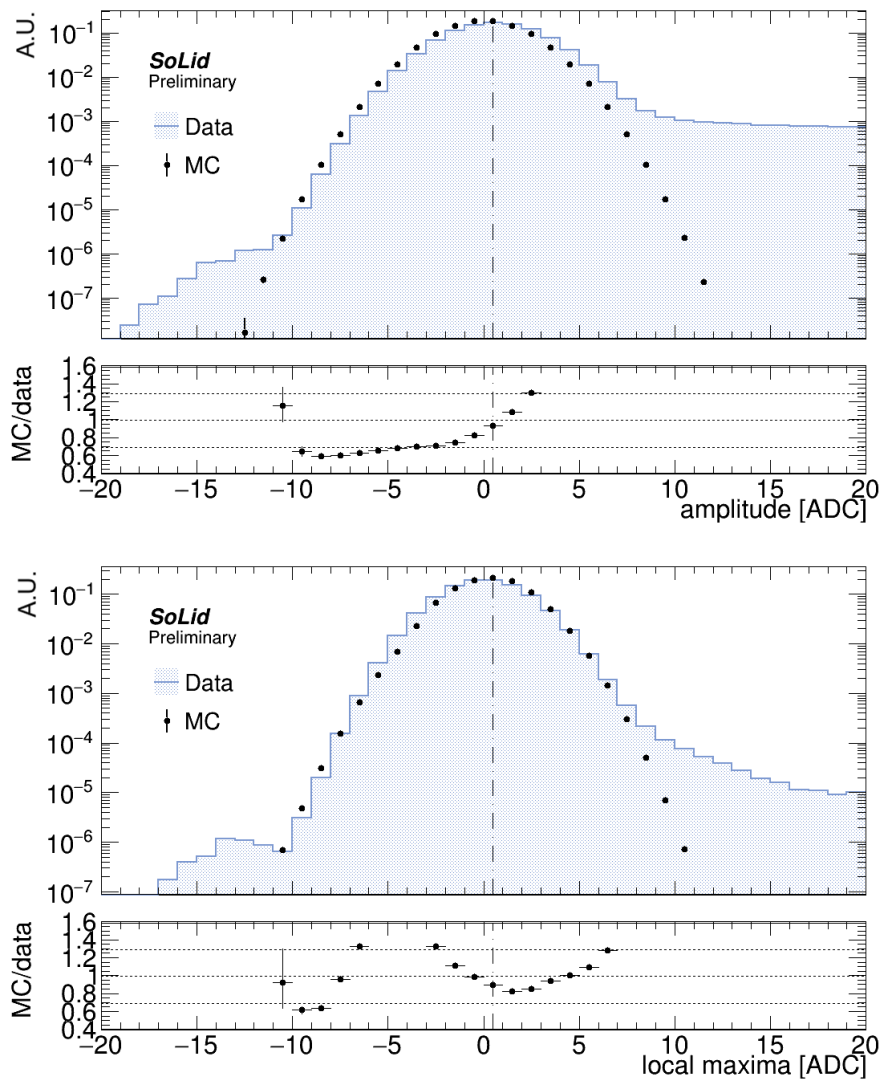 A.U.
10⁻¹
10⁻²
10⁻³
10⁻⁴
10⁻⁵
10⁻⁶
10⁻⁷
SoLid
Preliminary
Data
MC
MC/data
1.6
1.4
1.2
1
0.8
0.6
0.4
−20 −15 −10 −5 0 5 10 15 20
amplitude [ADC]
A.U.
10⁻¹
10⁻²
10⁻³
10⁻⁴
10⁻⁵
10⁻⁶
10⁻⁷
SoLid
Preliminary
Data
MC
MC/data
1.6
1.4
1.2
1
0.8
0.6
0.4
−20 −15 −10 −5 0 5 10 15 20
local maxima [ADC]